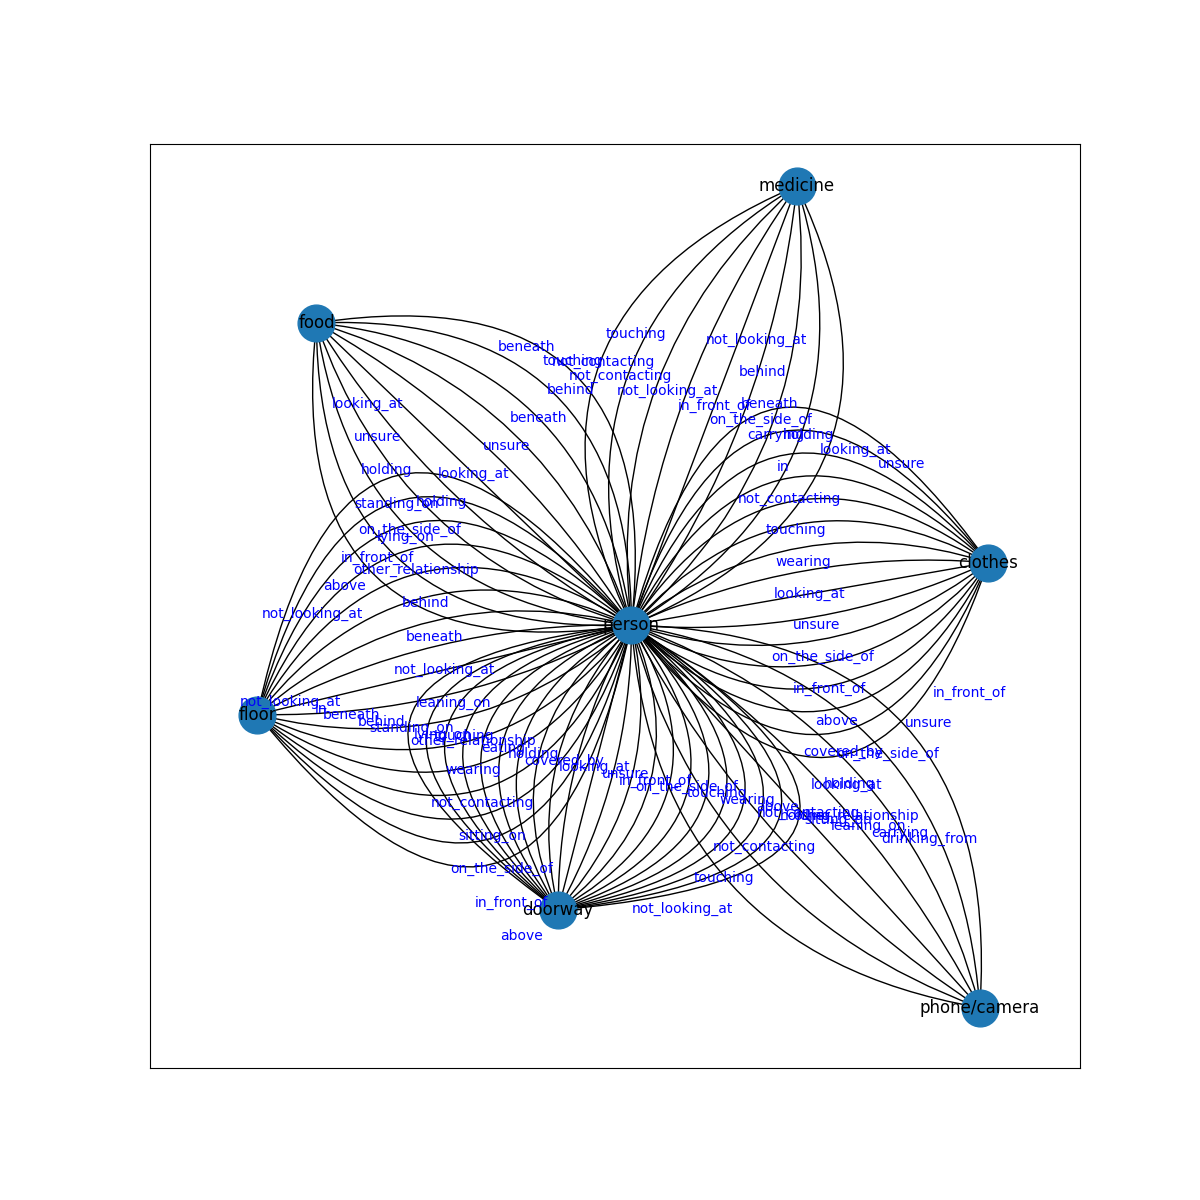 medicine
food
touching
not_looking_at
beneath
touching
not_contacting
behind
not_contacting
behind
not_looking_at
looking_at
in_front_of
beneath
beneath
on_the_side_of
unsure
carrying
holding
unsure
looking_at
unsure
holding
looking_at
in
standing_on
holding
not_contacting
on_the_side_of
lying_on
touching
in_front_of
other_relationship
wearing
clothes
above
looking_at
behind
not_looking_at
person
unsure
beneath
on_the_side_of
not_looking_at
in_front_of
in_front_of
not_looking_at
leaning_on
in
floor
beneath
behind
above
unsure
standing_on
lying_on
touching
other_relationship
eating
holding
covered_by
covered_by
on_the_side_of
wearing
looking_at
unsure
in_front_of
on_the_side_of
holding
looking_at
touching
wearing
not_contacting
above
not_contacting
other_relationship
sitting_on
leaning_on
sitting_on
carrying
drinking_from
not_contacting
on_the_side_of
touching
in_front_of
doorway
not_looking_at
above
phone/camera